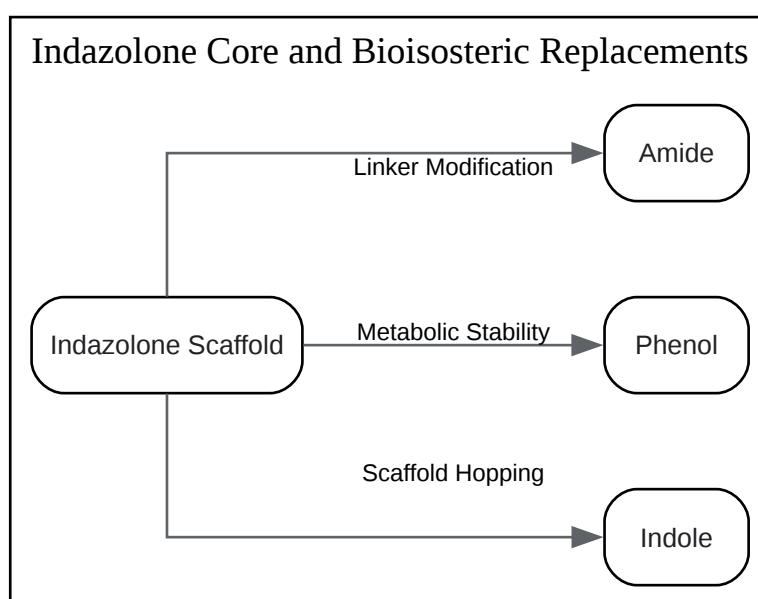 Indazolone Core and Bioisosteric Replacements
Amide
Linker Modification
Indazolone Scaffold
Metabolic Stability
Phenol
Scaffold Hopping
Indole